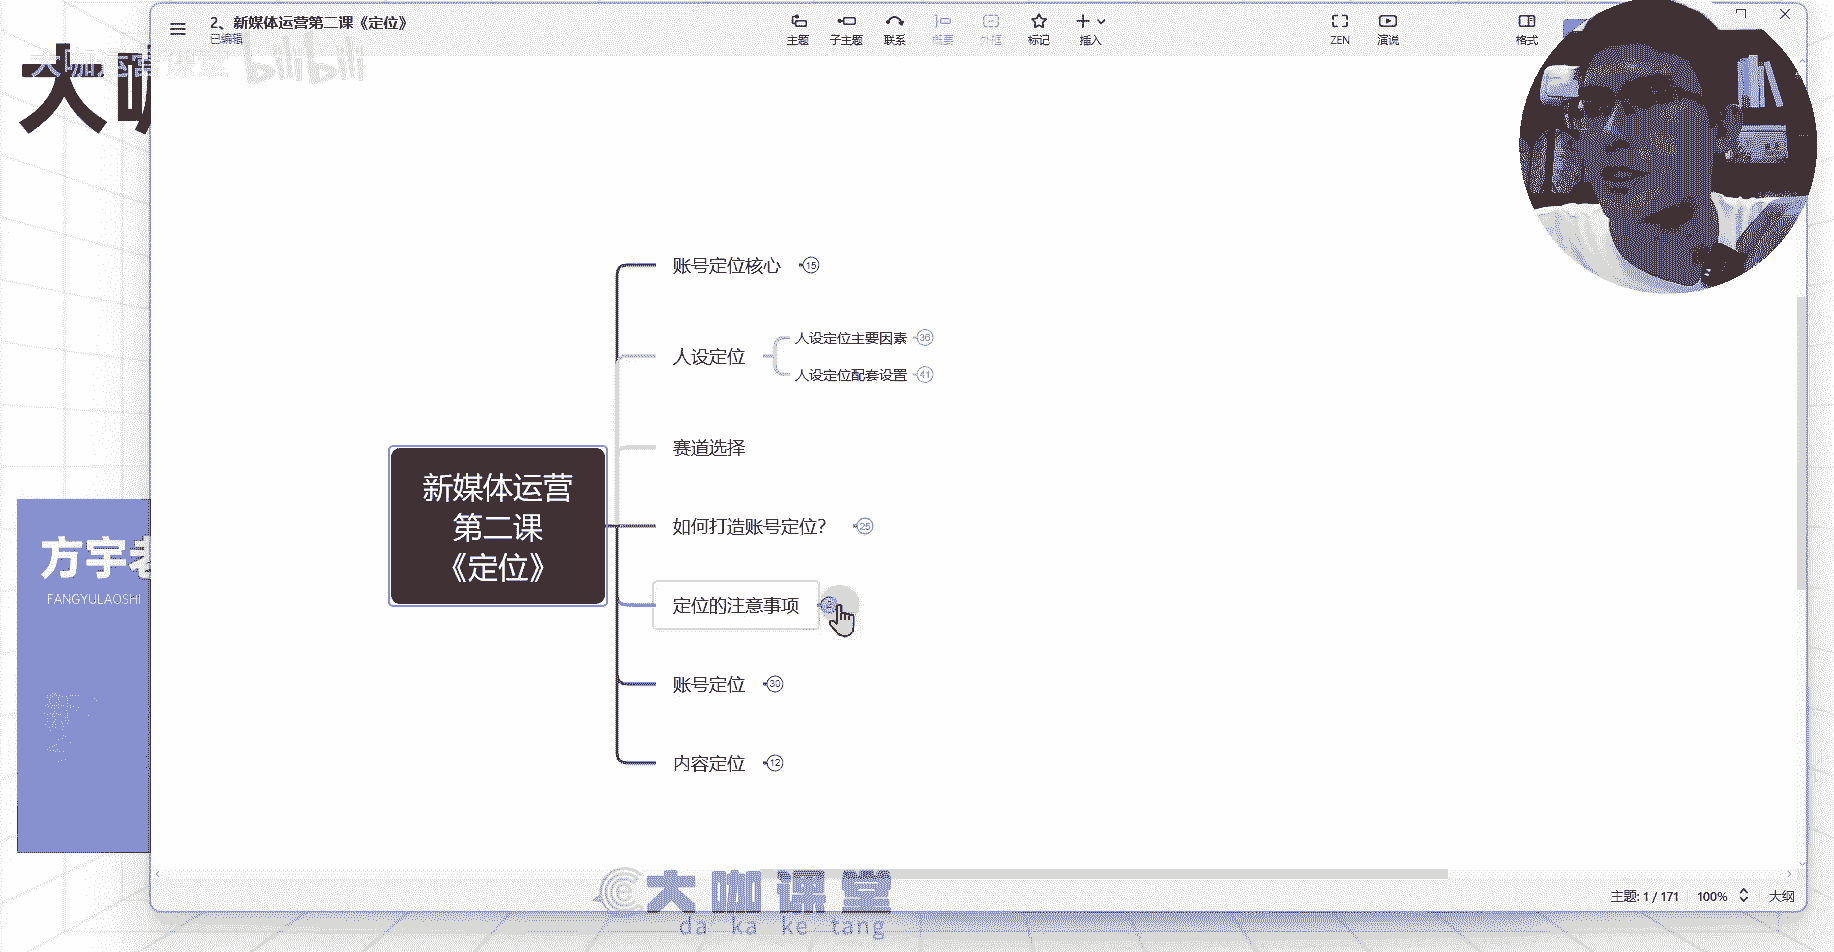 2、新媒体运营第二课《定位》
已编辑
主题
子主题
联系
概要
外框
标记
插入
ZEN
演说
格式
大咖运营课堂
bilibili
大咖
账号定位核心 15
人设定位
人设定位主要因素 36
人设定位配套设置 41
赛道选择
新媒体运营
第二课
《定位》
如何打造账号定位？ 25
定位的注意事项
账号定位 30
内容定位 12
方宇老
FANGYULAOSHI
主题: 1 / 171
100%
大纲
大咖课堂
da ka ke tang